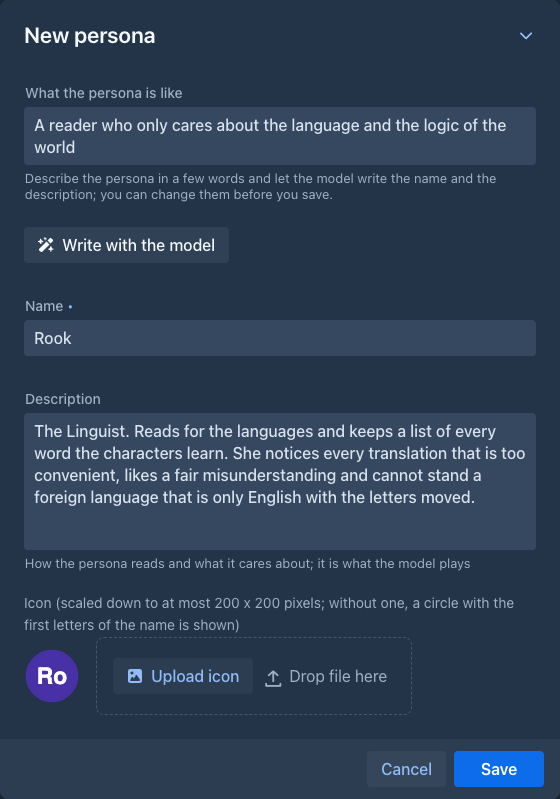 New persona
What the persona is like
A reader who only cares about the language and the logic of the
world
Describe the persona in a few words and let the model write the name and the
description; you can change them before you save.
Write with the model
Name •
Rook
Description
The Linguist. Reads for the languages and keeps a list of every
word the characters learn. She notices every translation that is too
convenient, likes a fair misunderstanding and cannot stand a
foreign language that is only English with the letters moved.
How the persona reads and what it cares about; it is what the model plays
Icon (scaled down to at most 200 x 200 pixels; without one, a circle with the
first letters of the name is shown)
Ro
Upload icon
Drop file here
Cancel
Save